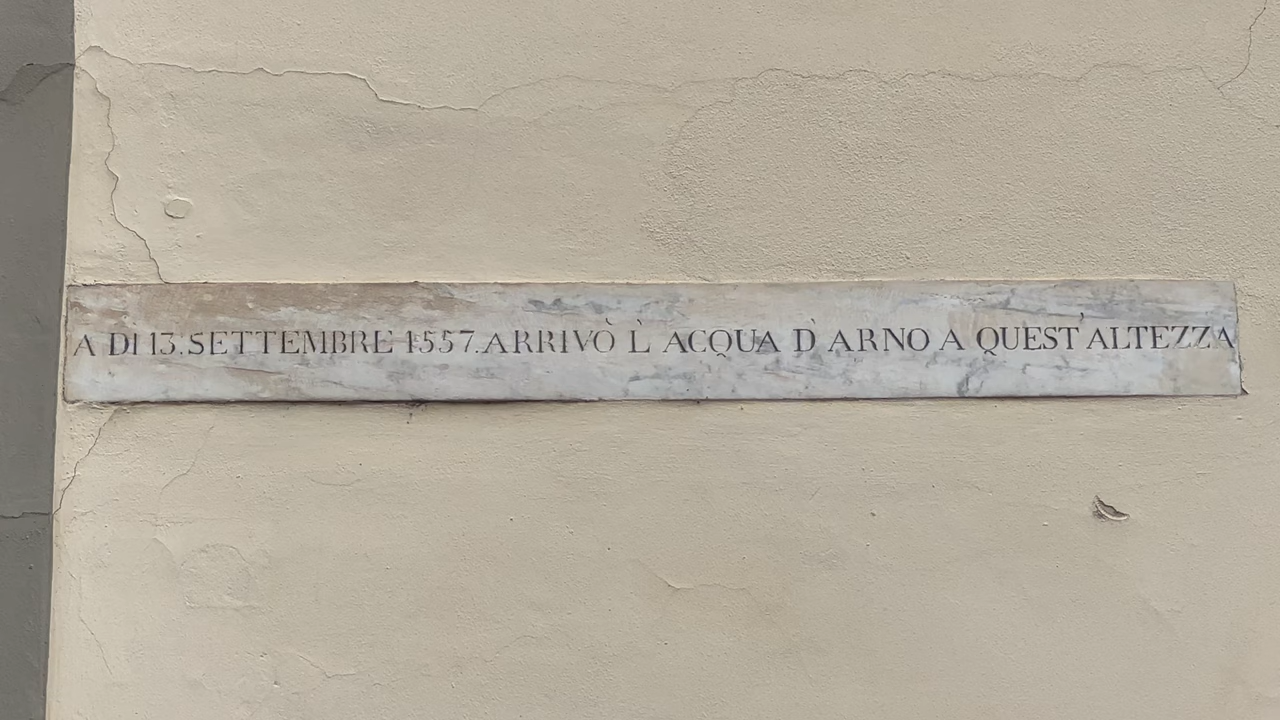 A DI 13. SETTEMBRE 1557. ARRIVÒ L' ACQUA D' ARNO A QUEST' ALTEZZA